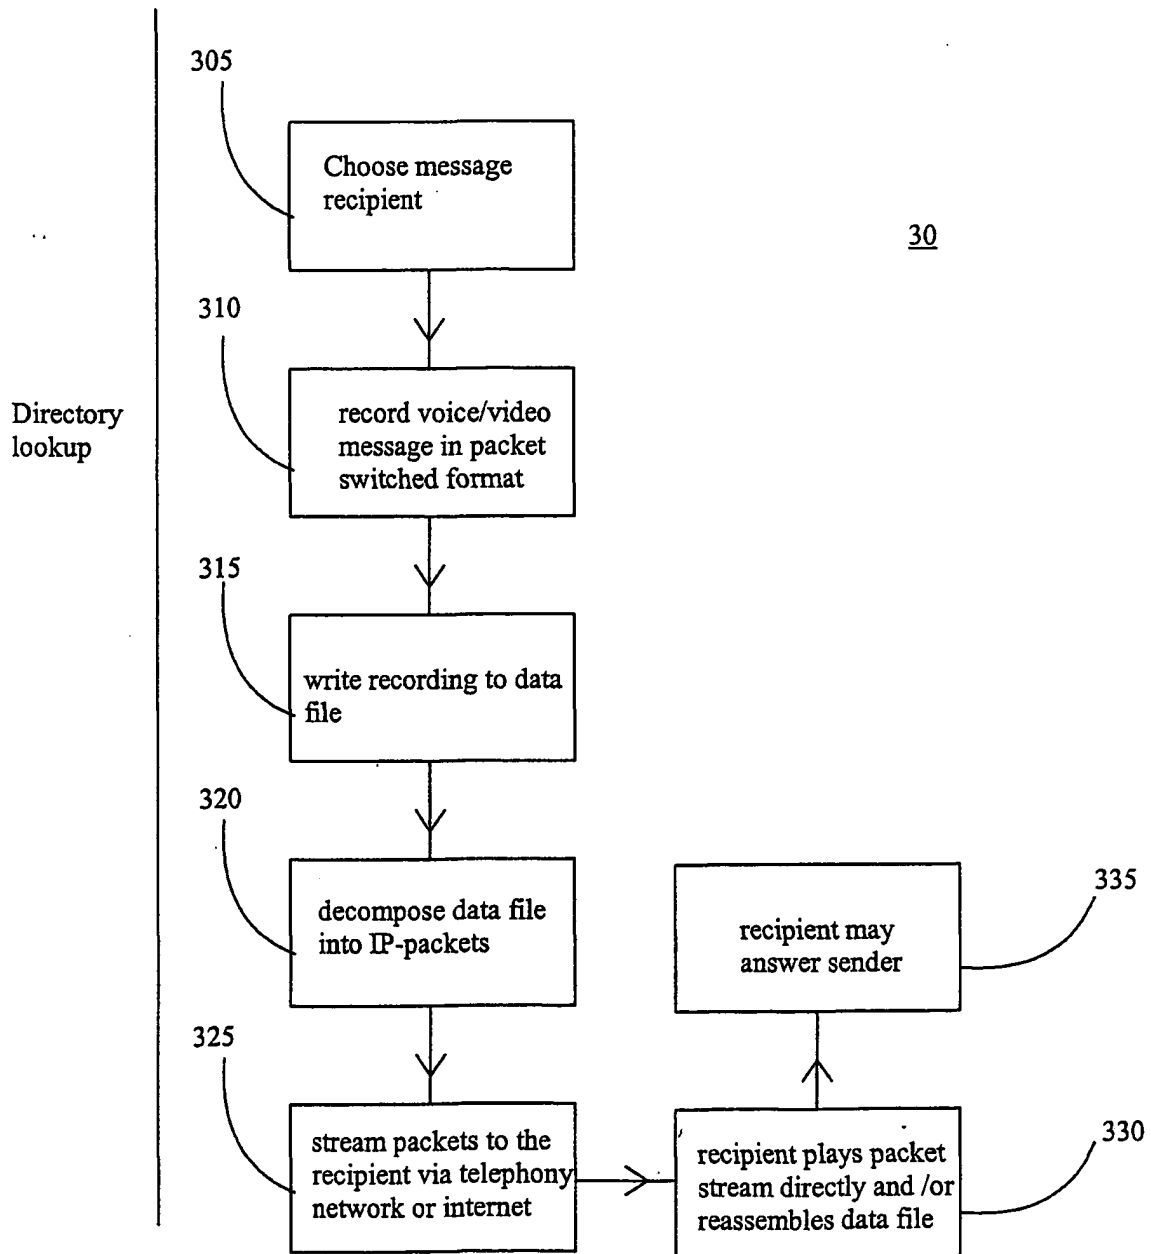 305
Choose message
recipient
30
310
Directory
lookup
record voice/video
message in packet
switched format
315
write recording to data
file
320
decompose data file
into IP-packets
335
recipient may
answer sender
325
stream packets to the
recipient via telephony
network or internet
330
recipient plays packet
stream directly and /or
reassembles data file